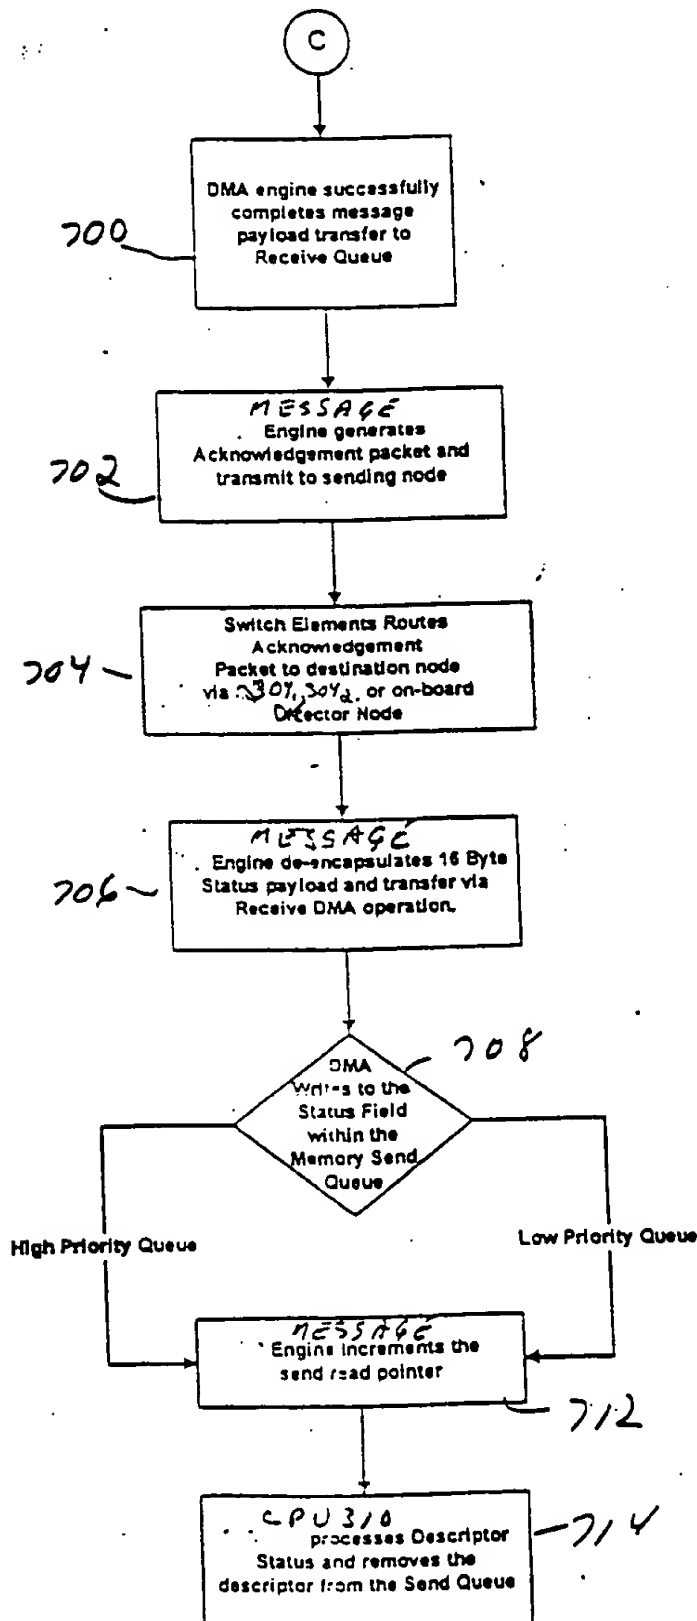 C
DMA engine successfully
completes message
payload transfer to
Receive Queue
700
MESSAGE
Engine generates
Acknowledgement packet and
transmit to sending node
702
Switch Elements Routes
Acknowledgement
Packet to destination node
via 304₁, 304₂ or on-board
Director Node
704
MESSAGE
Engine de-encapsulates 16 Byte
Status payload and transfer via
Receive DMA operation.
706
708
DMA
Writes to the
Status Field
within the
Memory Send
Queue
High Priority Queue
Low Priority Queue
MESSAGE
Engine increments the
send read pointer
712
CPU 310
processes Descriptor
Status and removes the
descriptor from the Send Queue
714